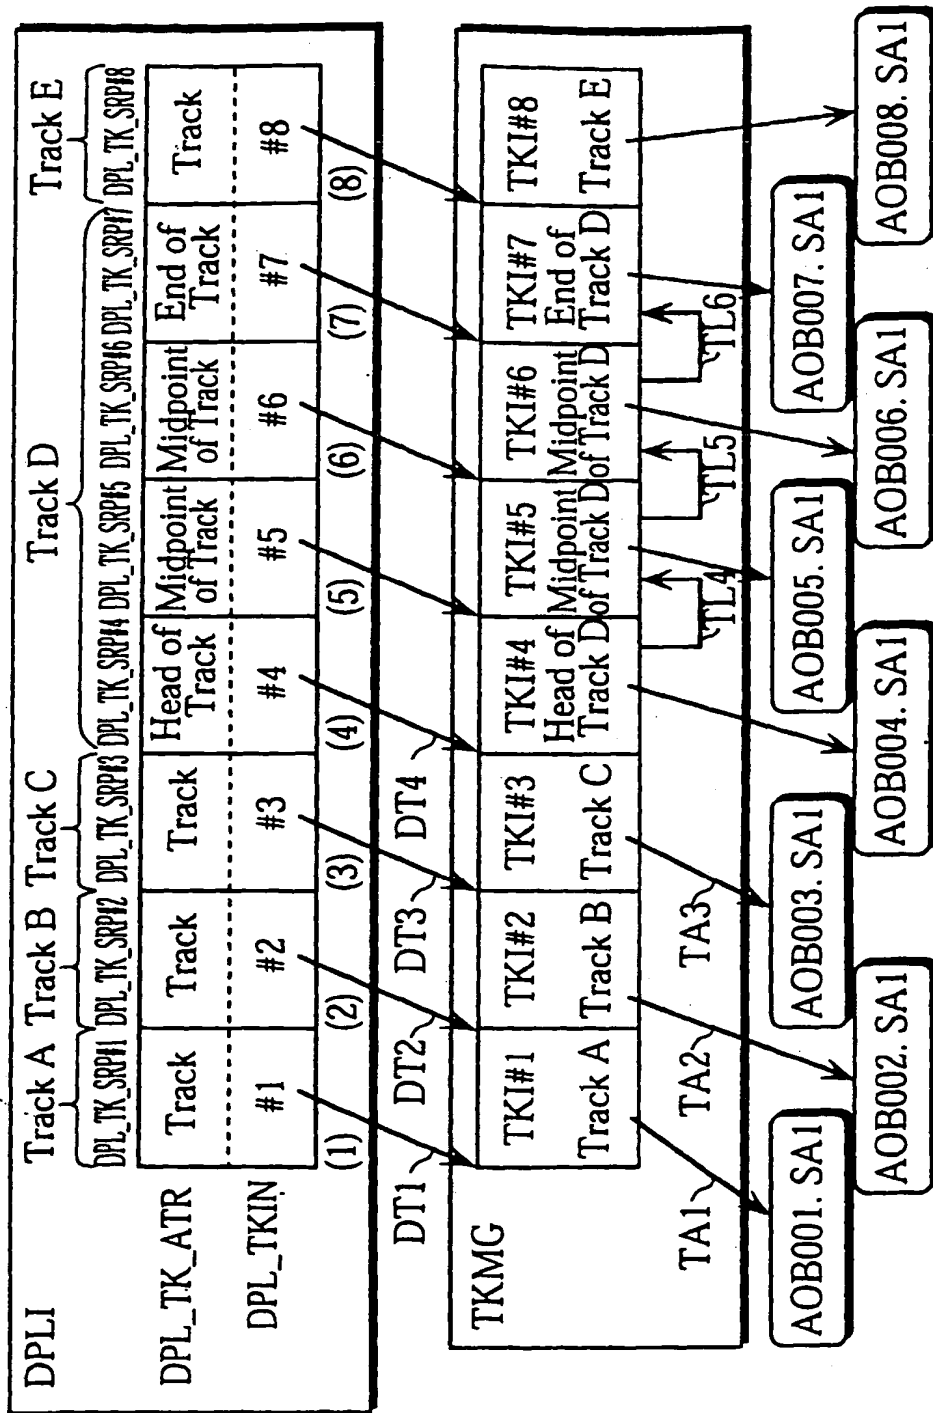 DPLI
Track A
Track B
Track C
Track D
Track E
DPL_TK_SRP#1
DPL_TK_SRP#2
DPL_TK_SRP#3
DPL_TK_SRP#4
DPL_TK_SRP#5
DPL_TK_SRP#6
DPL_TK_SRP#7
DPL_TK_SRP#8
DPL_TK_ATR
Track
Track
Track
Head of
Track
Midpoint
of Track
Midpoint
of Track
End of
Track
Track
DPL_TKIN
#1
#2
#3
#4
#5
#6
#7
#8
(1)
(2)
(3)
(4)
(5)
(6)
(7)
(8)
DT1
DT2
DT3
DT4
TKMG
TKI#1
Track A
TKI#2
Track B
TKI#3
Track C
TKI#4
Head of
Track D
TKI#5
Midpoint
of Track D
TKI#6
Midpoint
of Track D
TKI#7
End of
Track D
TKI#8
Track E
TA1
TA2
TA3
TL4
TL5
TL6
AOB001. SA1
AOB002. SA1
AOB003. SA1
AOB004. SA1
AOB005. SA1
AOB006. SA1
AOB007. SA1
AOB008. SA1